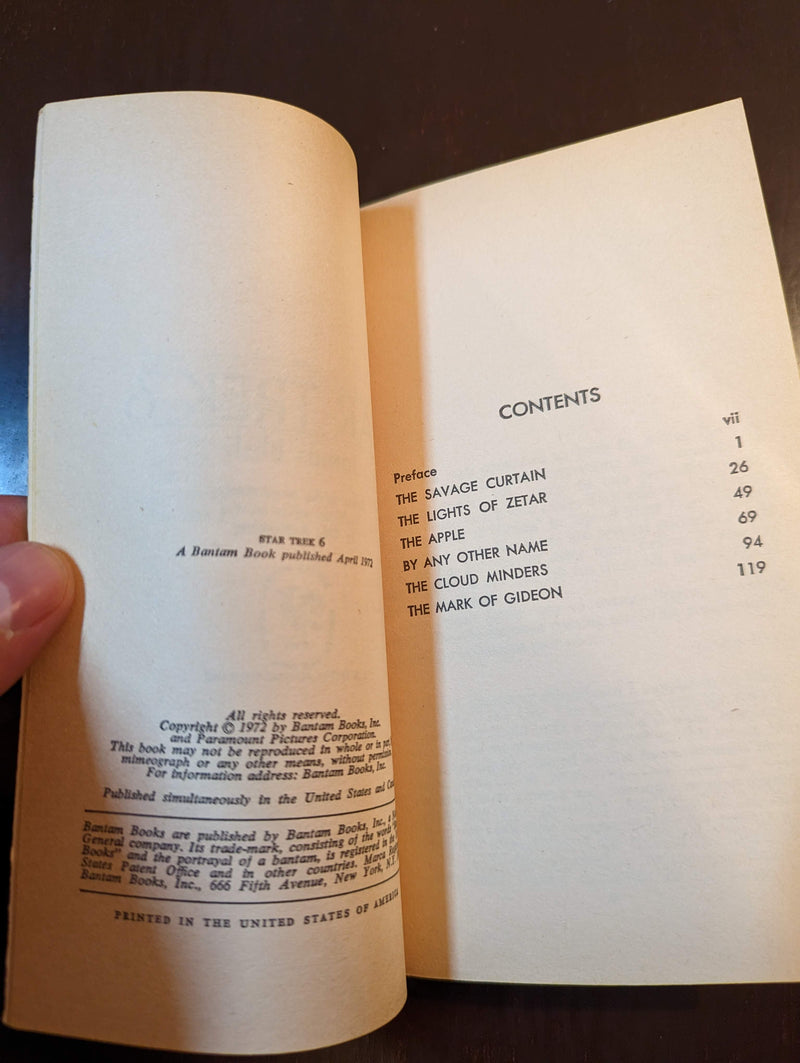 STAR TREK 6
A Bantam Book published April 1972
All rights reserved.
Copyright © 1972 by Bantam Books, Inc.
and Paramount Pictures Corporation.
This book may not be reproduced in whole or in
mimeograph or any other means, without
For information address: Bantam Books, Inc.
Published simultaneously in the United States and
Bantam Books are published by Bantam Books, Inc., a
General company. Its trade-mark, consisting of the words
Books" and the portrayal of a bantam, is registered in the
States Patent Office and in other countries. Marca
Bantam Books, Inc., 666 Fifth Avenue, New York, N.Y.
PRINTED IN THE UNITED STATES OF AMERICA
CONTENTS
Preface vii
THE SAVAGE CURTAIN 1
THE LIGHTS OF ZETAR 26
THE APPLE 49
BY ANY OTHER NAME 69
THE CLOUD MINDERS 94
THE MARK OF GIDEON 119